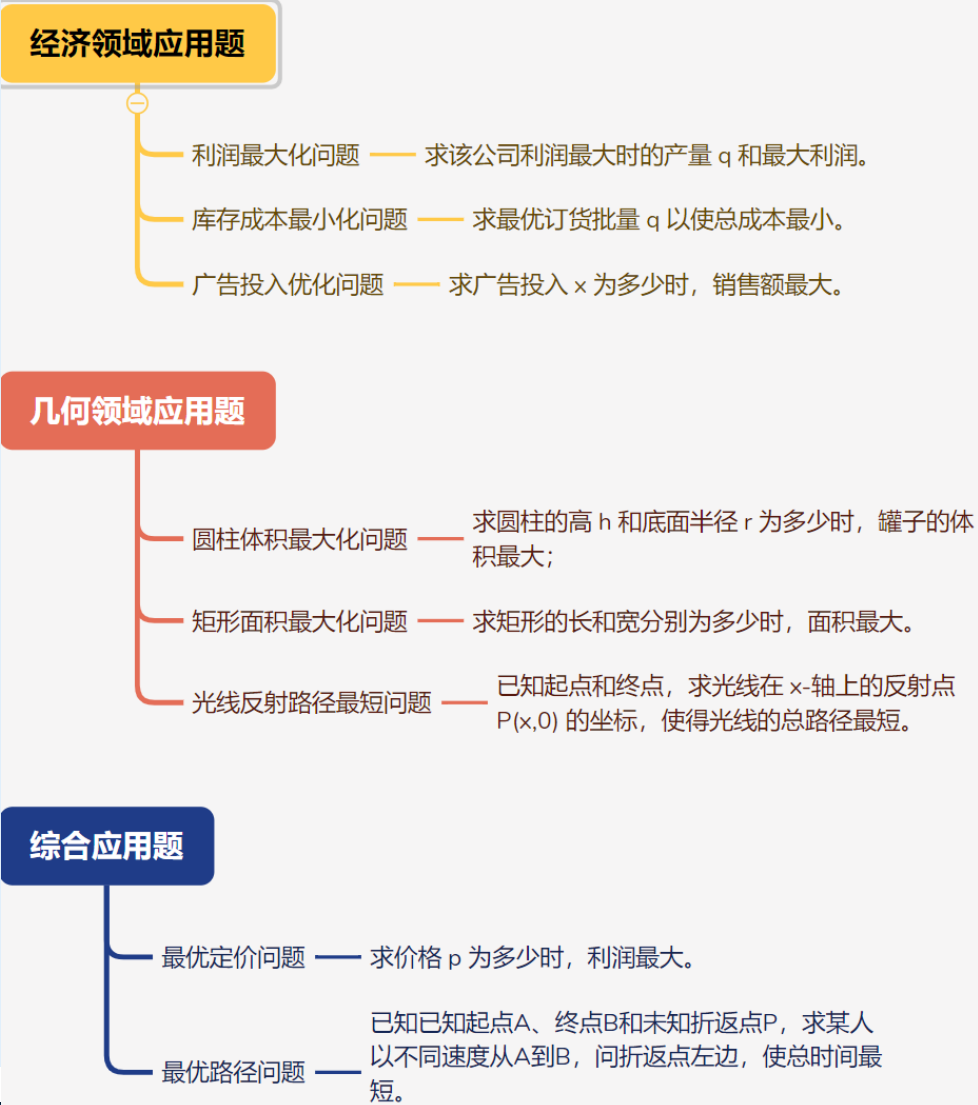 经济领域应用题
利润最大化问题
求该公司利润最大时的产量 q 和最大利润。
库存成本最小化问题
求最优订货批量 q 以使总成本最小。
广告投入优化问题
求广告投入 x 为多少时，销售额最大。
几何领域应用题
圆柱体积最大化问题
求圆柱的高 h 和底面半径 r 为多少时，罐子的体
积最大；
矩形面积最大化问题
求矩形的长和宽分别为多少时，面积最大。
光线反射路径最短问题
已知起点和终点，求光线在 x-轴上的反射点
P(x,0) 的坐标，使得光线的总路径最短。
综合应用题
最优定价问题
求价格 p 为多少时，利润最大。
最优路径问题
已知已知起点A、终点B和未知折返点P，求某人
以不同速度从A到B，问折返点左边，使总时间最
短。